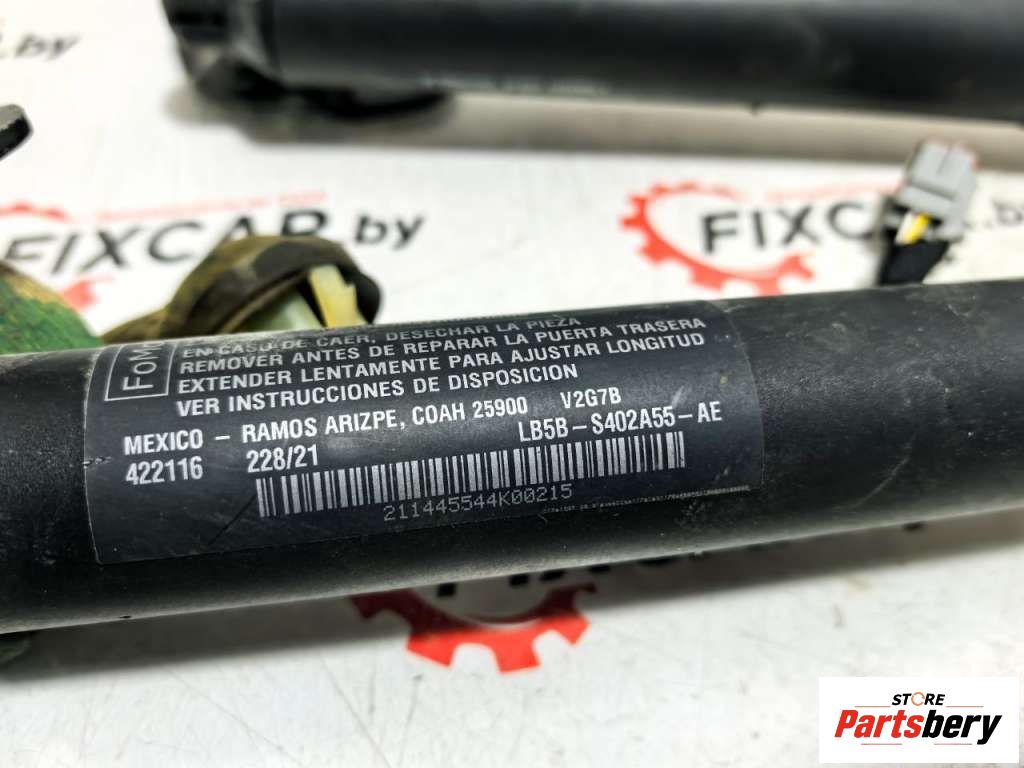 .by
FIXCAR.by
FIXCAR.by
FoM
EN CASO DE CAER, DESECHAR LA PIEZA
REMOVER ANTES DE REPARAR LA PUERTA TRASERA
EXTENDER LENTAMENTE PARA AJUSTAR LONGITUD
VER INSTRUCCIONES DE DISPOSICION
MEXICO - RAMOS ARIZPE, COAH 25900 V2G7B
422116 228/21 LB5B-S402A55-AE
211445544K00215
STORE
Partsbery